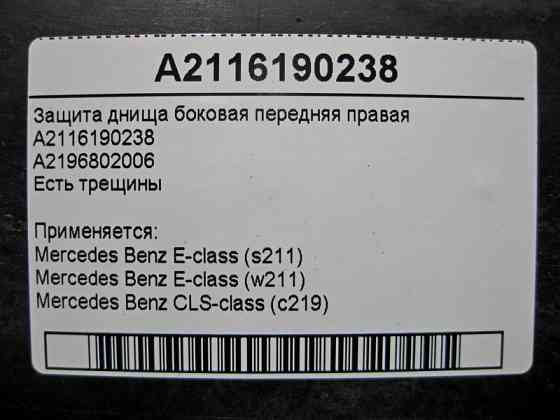 A2116190238
Защита днища боковая передняя правая
A2116190238
A2196802006
Есть трещины
Применяется:
Mercedes Benz E-class (s211)
Mercedes Benz E-class (w211)
Mercedes Benz CLS-class (c219)